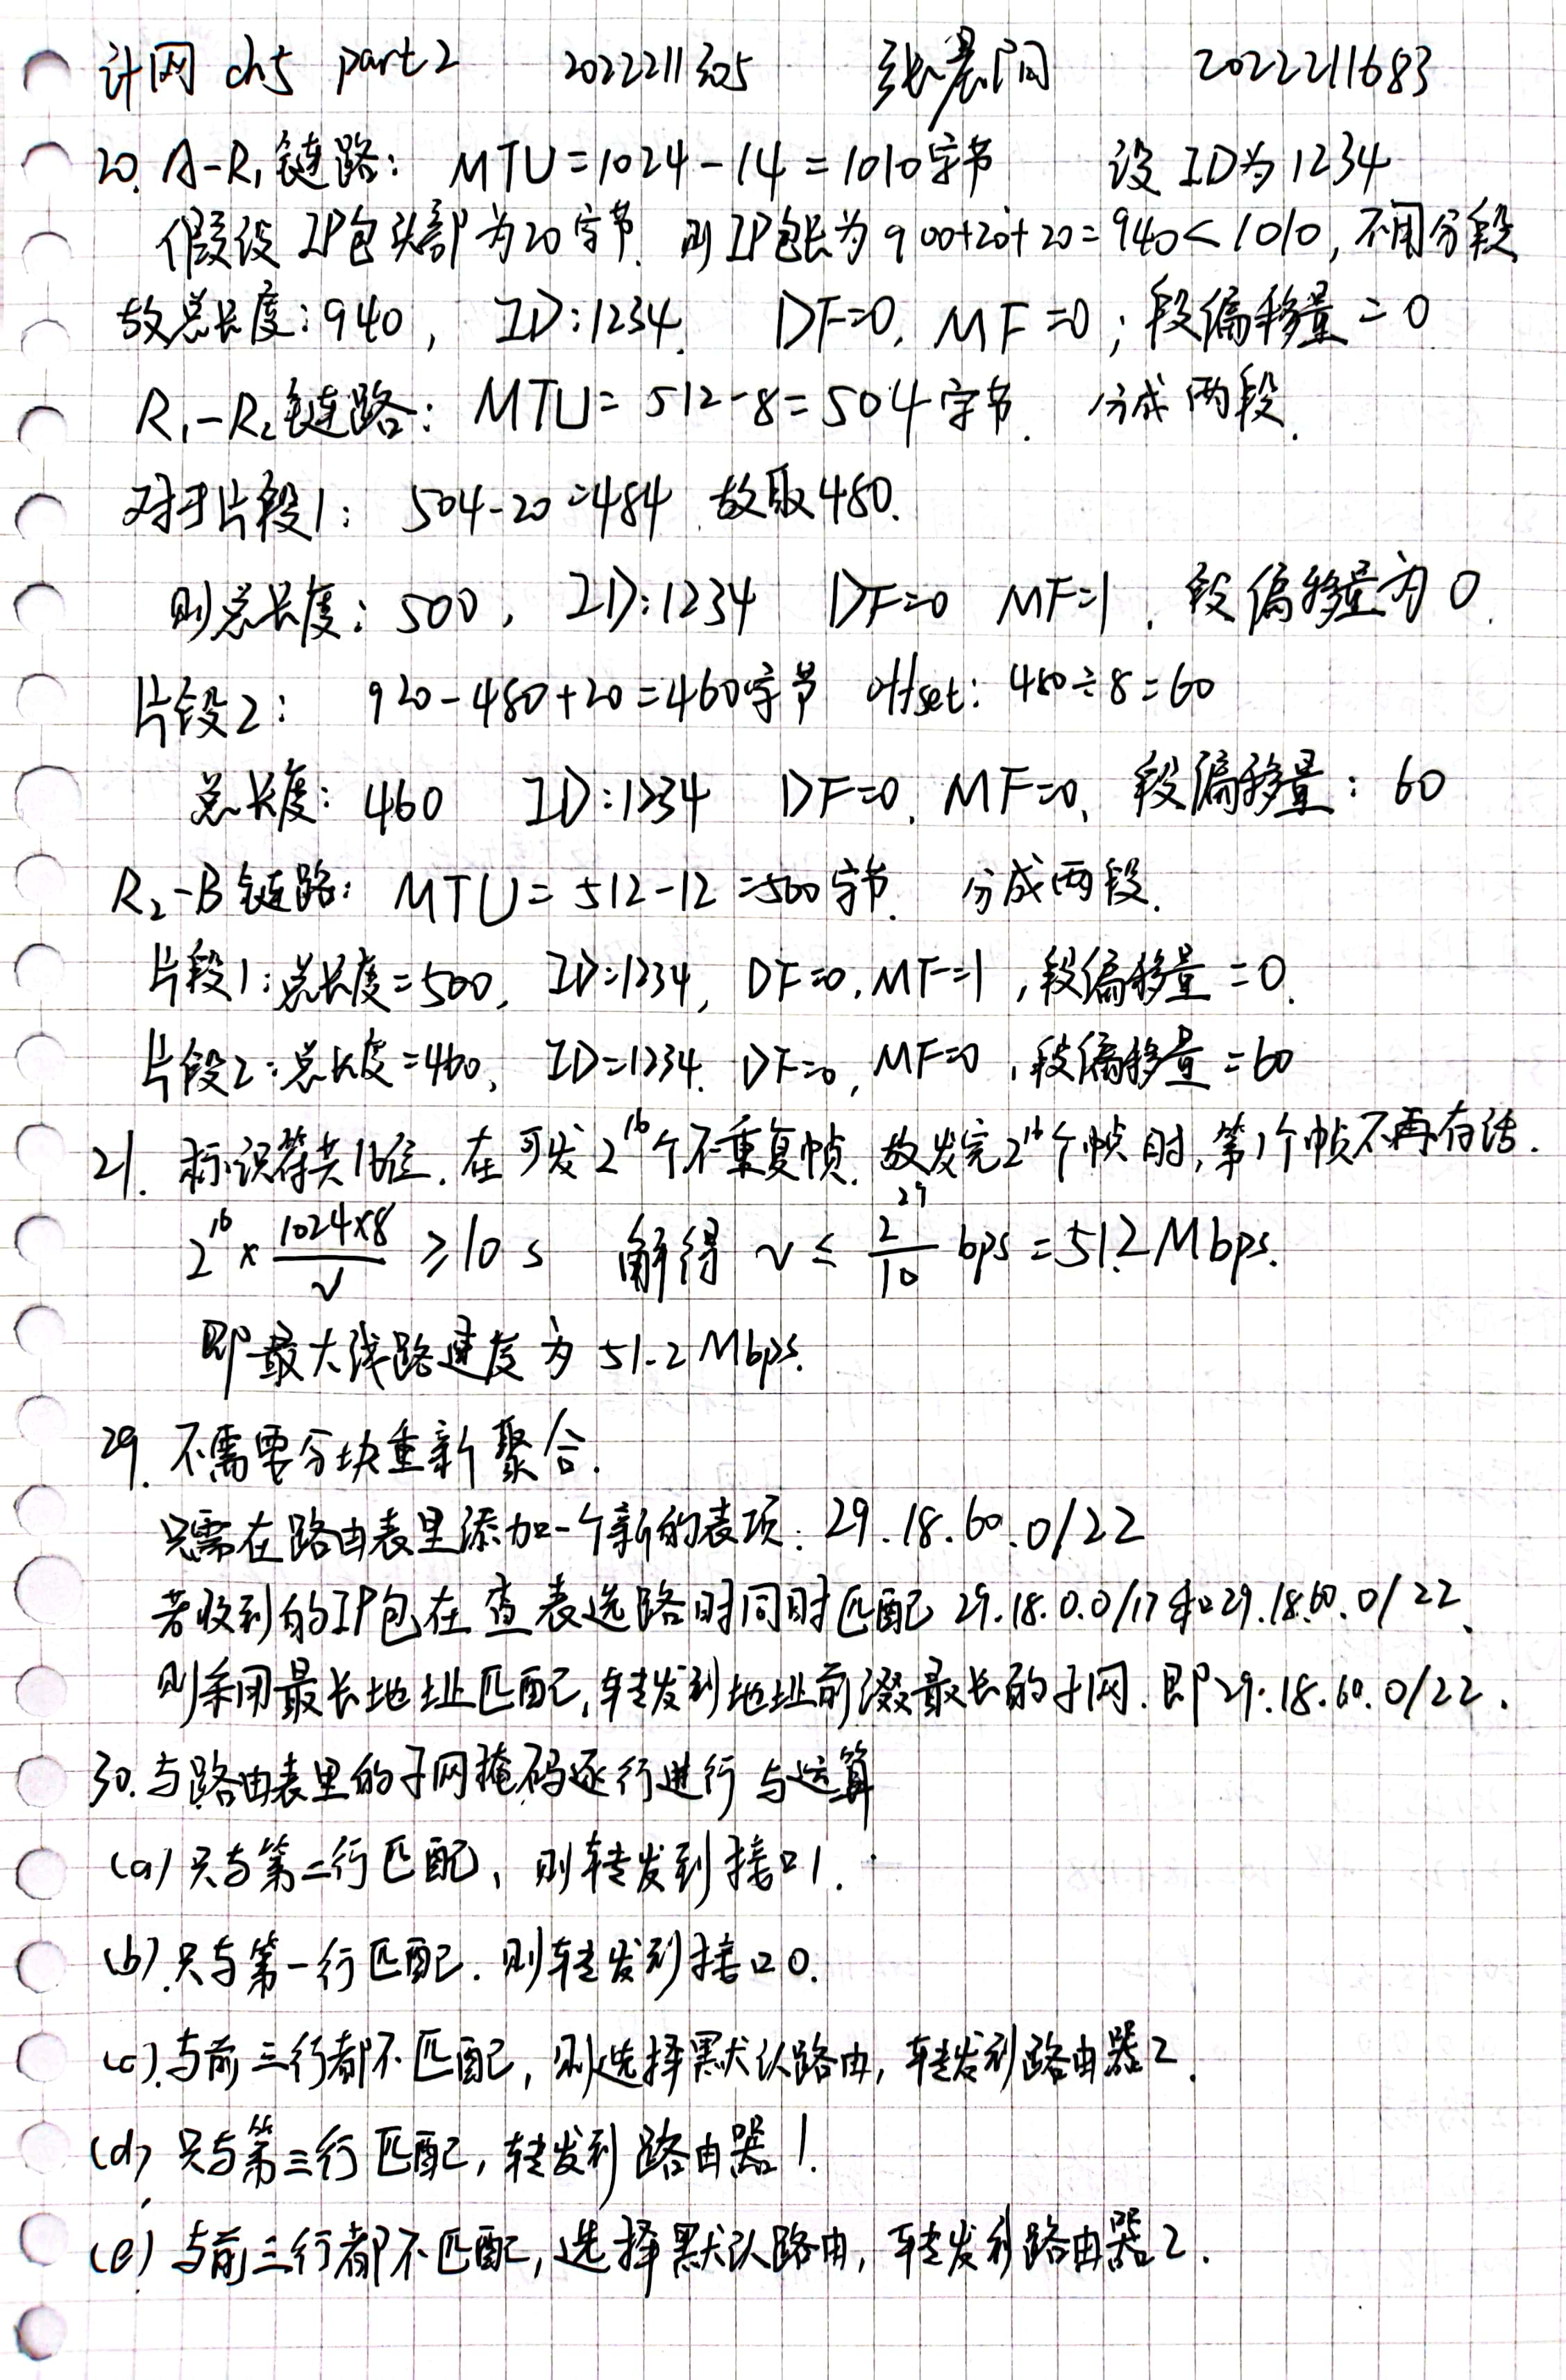 计网 ch5 part2 2022211305 张晨阳 2022211683
20. A-R₁链路: MTU=1024-14=1010字节 设ID为1234
假设IP包头部为20字节. 则IP包长为900+20+20=940<1010, 不用分段
故总长度:940, ID:1234. DF=0, MF=0; 段偏移量=0
R₁-R₂链路: MTU=512-8=504字节. 分成两段.
对于片段1: 504-20=484 故取480.
则总长度: 500, ID:1234 DF=0 MF=1. 段偏移量为0.
片段2: 920-480+20=460字节 offset: 480÷8=60
总长度: 460 ID:1234 DF=0. MF=0, 段偏移量: 60
R₂-B链路: MTU=512-12=500字节. 分成两段.
片段1:总长度=500, ID:1234, DF=0, MF=1, 段偏移量=0.
片段2:总长度=460, ID=1234. DF=0, MF=0, 段偏移量=60
21. 标识符共16位. 在可发2¹⁶个不重复帧. 故发完2¹⁶个帧时, 第1个帧不再存活.
2¹⁶×(1024×8)/v ≥10s 解得 v≤2²⁹/10 bps=51.2Mbps.
即最大线路速度为51.2Mbps.
29. 不需要分块重新聚合.
只需在路由表里添加一个新的表项: 29.18.60.0/22
若收到的IP包在查表选路时同时匹配29.18.0.0/17和29.18.60.0/22,
则采用最长地址匹配, 转发到地址前缀最长的子网. 即29.18.60.0/22.
30. 与路由表里的子网掩码逐行进行与运算
(a) 只与第二行匹配, 则转发到接口1.
(b). 只与第一行匹配. 则转发到接口0.
(c). 与前三行都不匹配, 则选择默认路由, 转发到路由器2.
(d) 只与第三行匹配, 转发到路由器1.
(e) 与前三行都不匹配, 选择默认路由, 转发到路由器2.